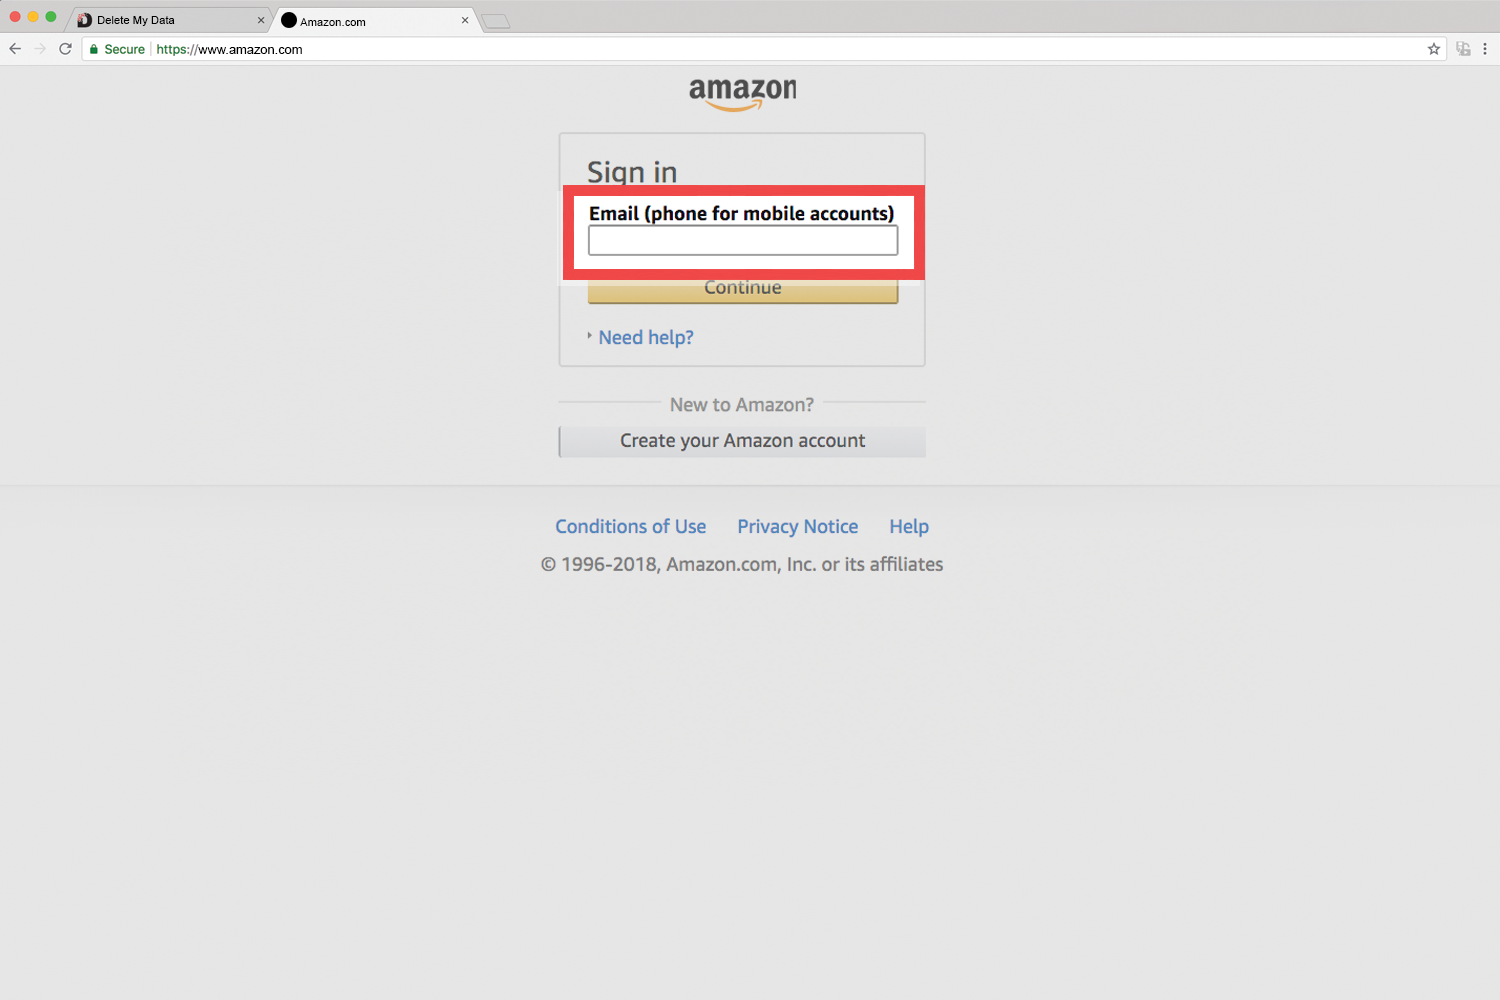 Delete My Data
Amazon.com
Secure https://www.amazon.com
amazon
Sign in
Email (phone for mobile accounts)
Continue
Need help?
New to Amazon?
Create your Amazon account
Conditions of Use Privacy Notice Help
© 1996-2018, Amazon.com, Inc. or its affiliates